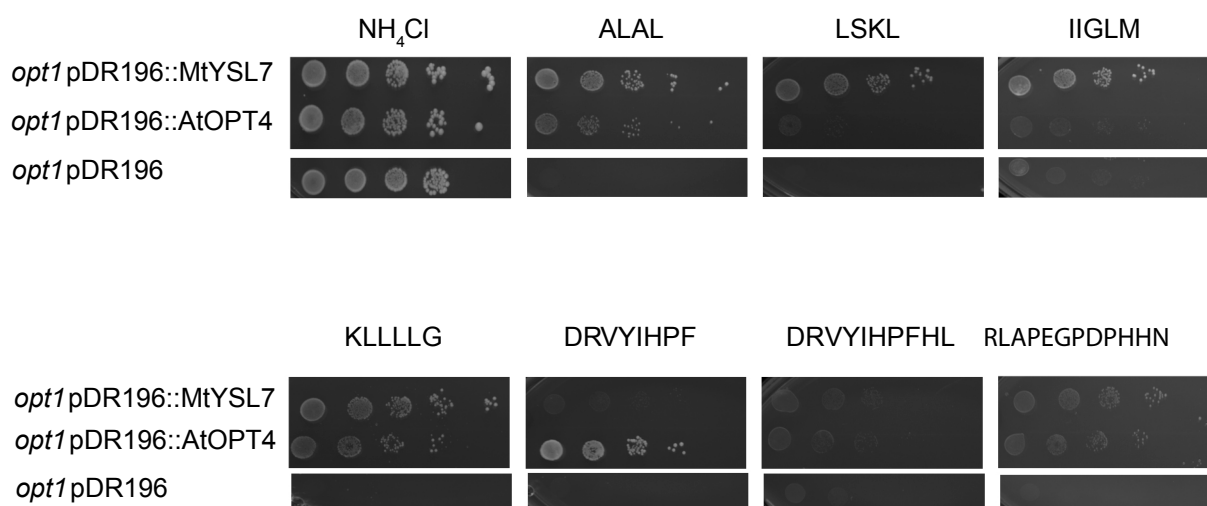 NH₄Cl ALAL LSKL IIGLM
opt1 pDR196::MtYSL7
opt1 pDR196::AtOPT4
opt1 pDR196
KLLLLG DRVYIHPF DRVYIHPFHL RLAPEGPDPHHN
opt1 pDR196::MtYSL7
opt1 pDR196::AtOPT4
opt1 pDR196